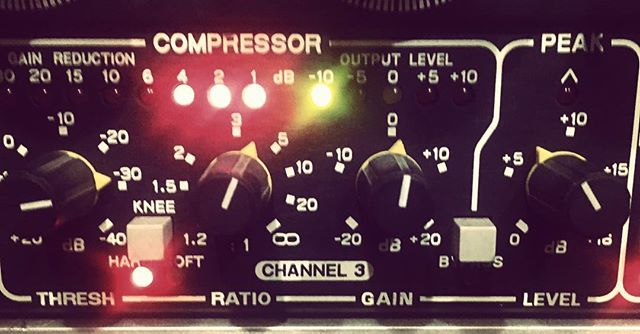 COMPRESSOR PEAK
GAIN REDUCTION OUTPUT LEVEL
20 15 10 6 4 2 1 dB -10 -5 0 +5 +10
-10 3 0 +10
0 -20 2 5 -10 +10 +5 +15
-30 1.5 10
KNEE 20
-40 1.2 :1 ∞ -20 dB +20 0 dB
dB
CHANNEL 3
THRESH RATIO GAIN LEVEL